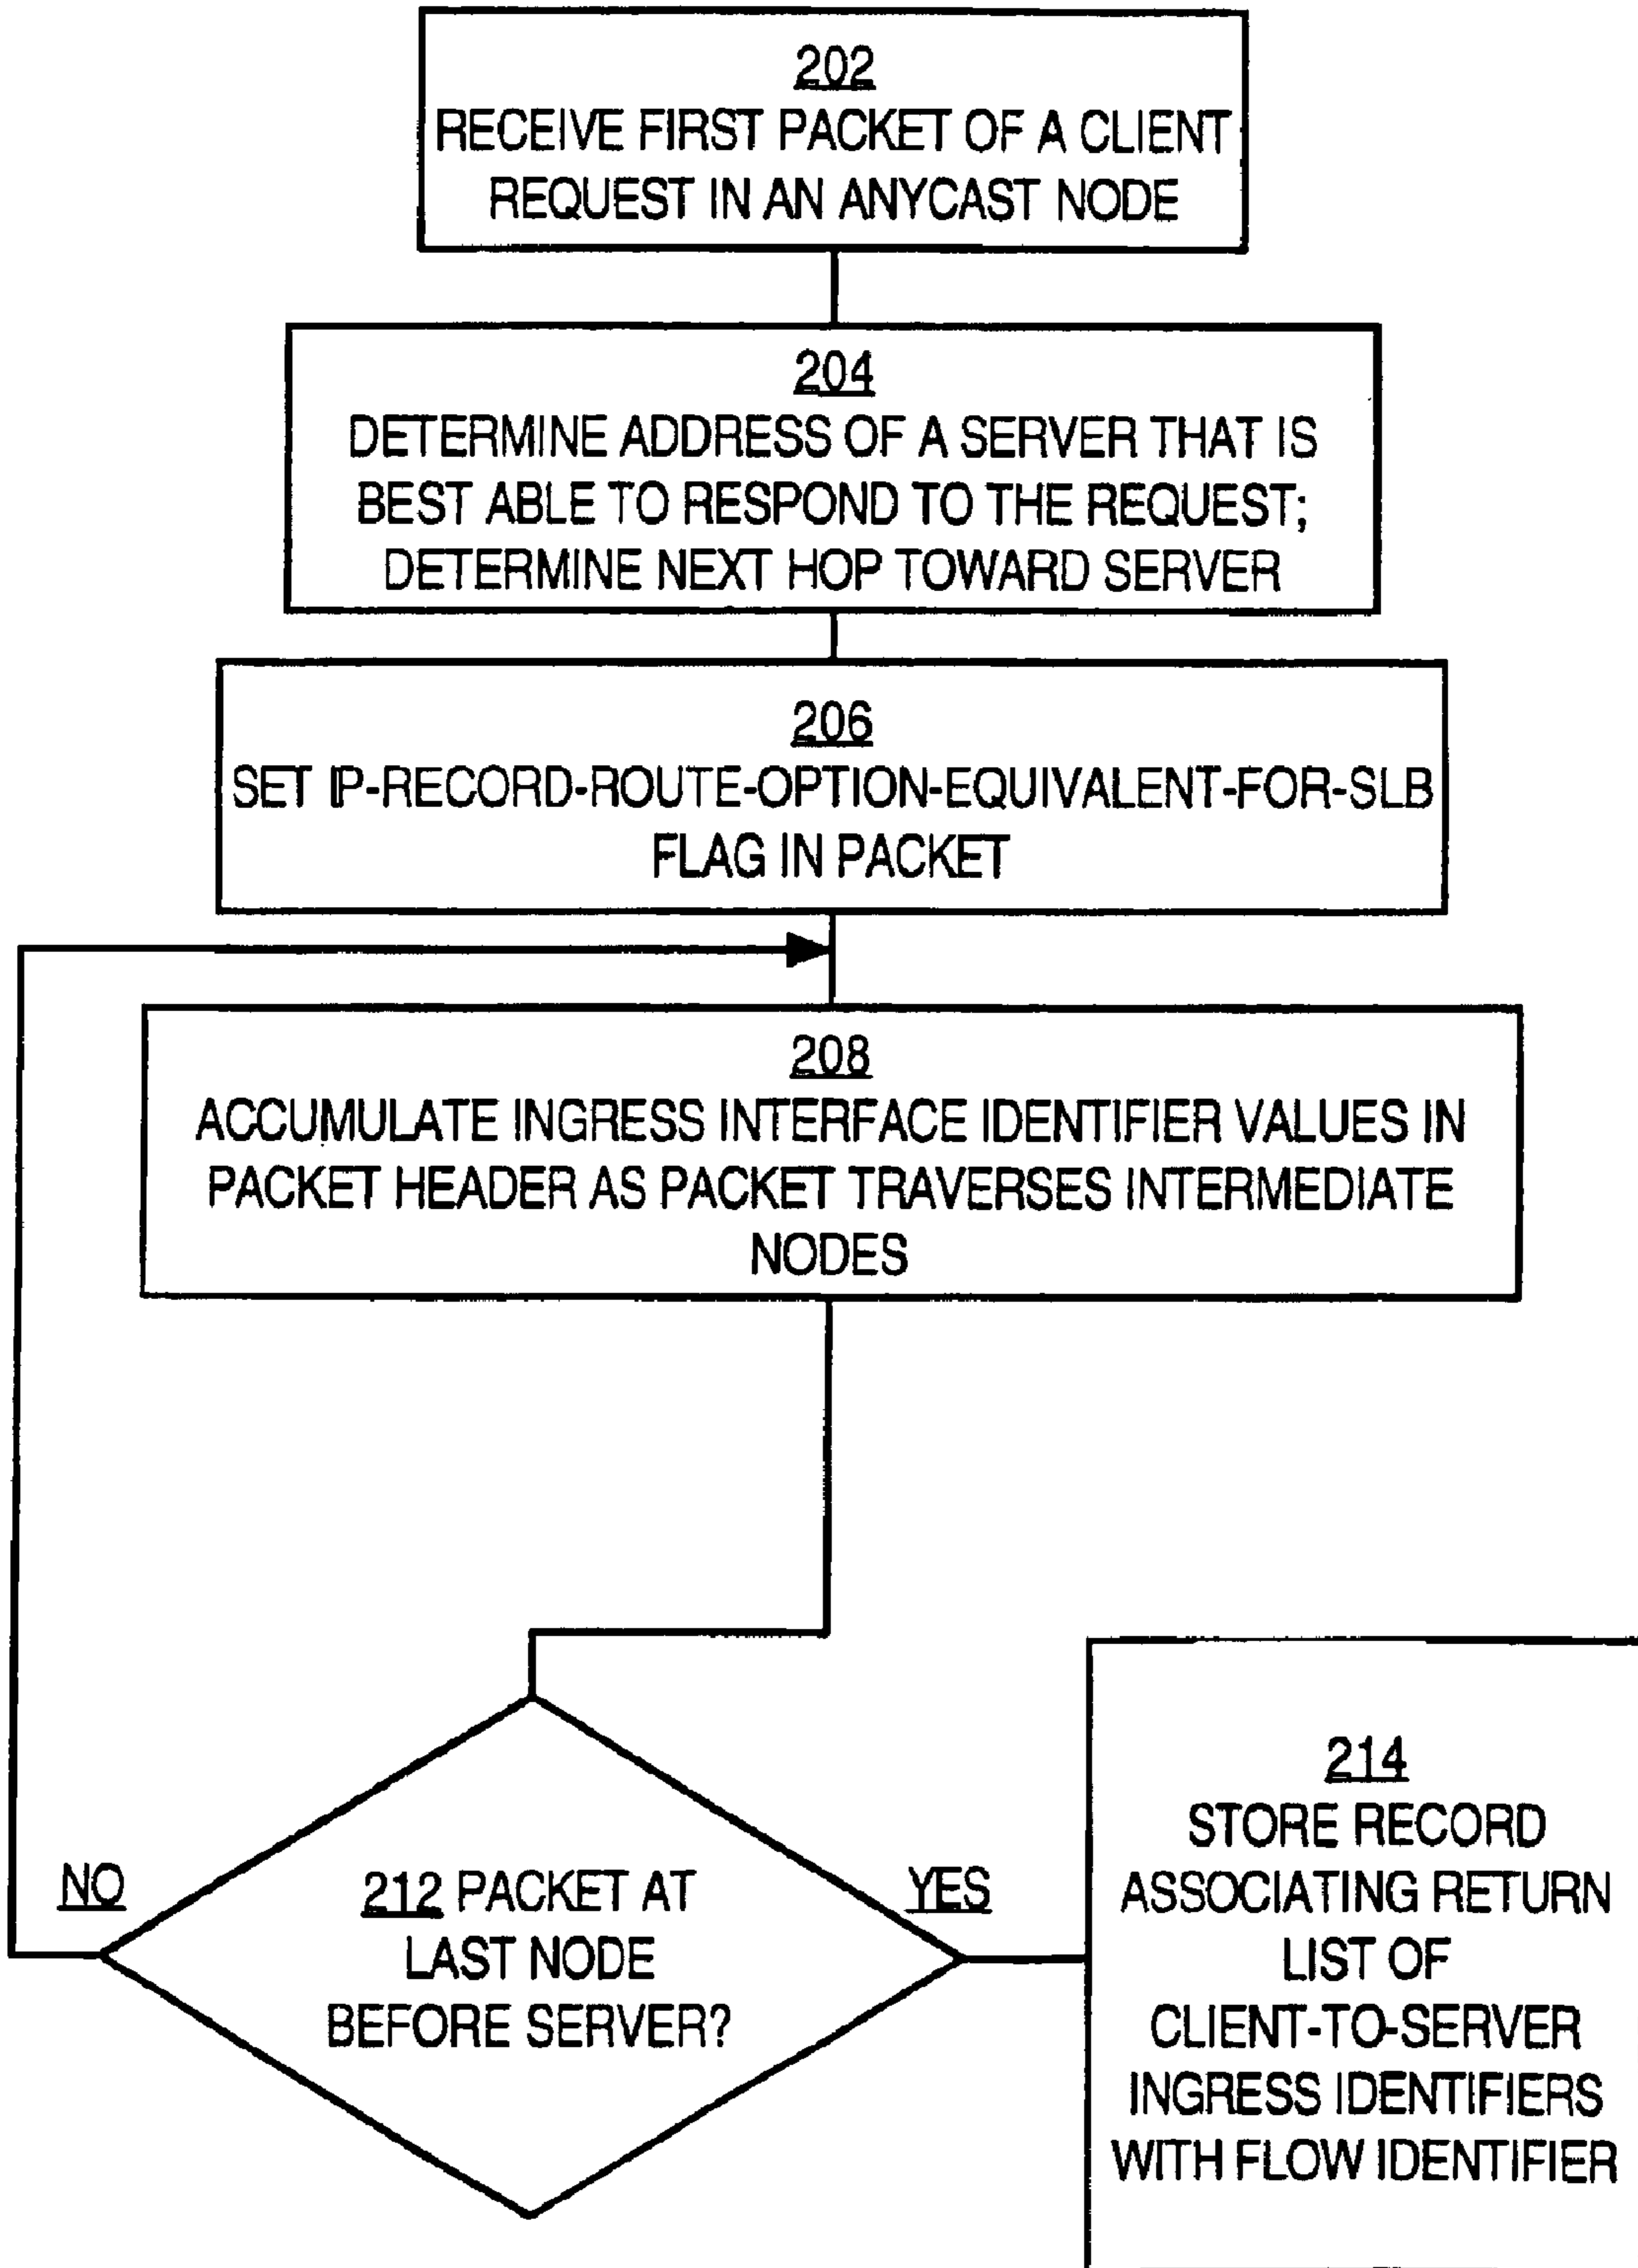 202
RECEIVE FIRST PACKET OF A CLIENT
REQUEST IN AN ANYCAST NODE
204
DETERMINE ADDRESS OF A SERVER THAT IS
BEST ABLE TO RESPOND TO THE REQUEST;
DETERMINE NEXT HOP TOWARD SERVER
206
SET IP-RECORD-ROUTE-OPTION-EQUIVALENT-FOR-SLB
FLAG IN PACKET
208
ACCUMULATE INGRESS INTERFACE IDENTIFIER VALUES IN
PACKET HEADER AS PACKET TRAVERSES INTERMEDIATE
NODES
NO
212 PACKET AT
LAST NODE
BEFORE SERVER?
YES
214
STORE RECORD
ASSOCIATING RETURN
LIST OF
CLIENT-TO-SERVER
INGRESS IDENTIFIERS
WITH FLOW IDENTIFIER